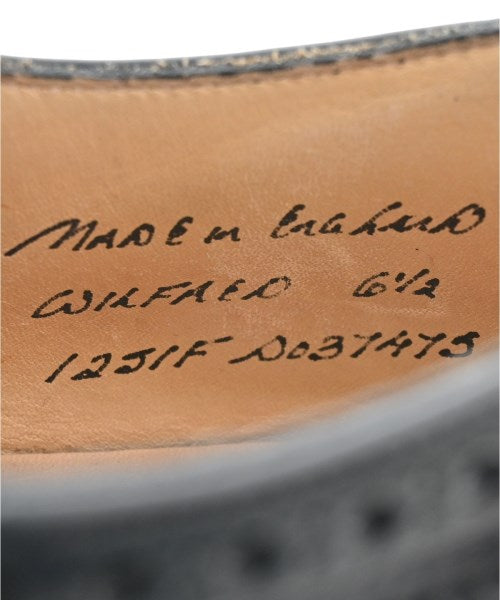 MADE in ENGLAND
WILFRED 6½
1251F D037475